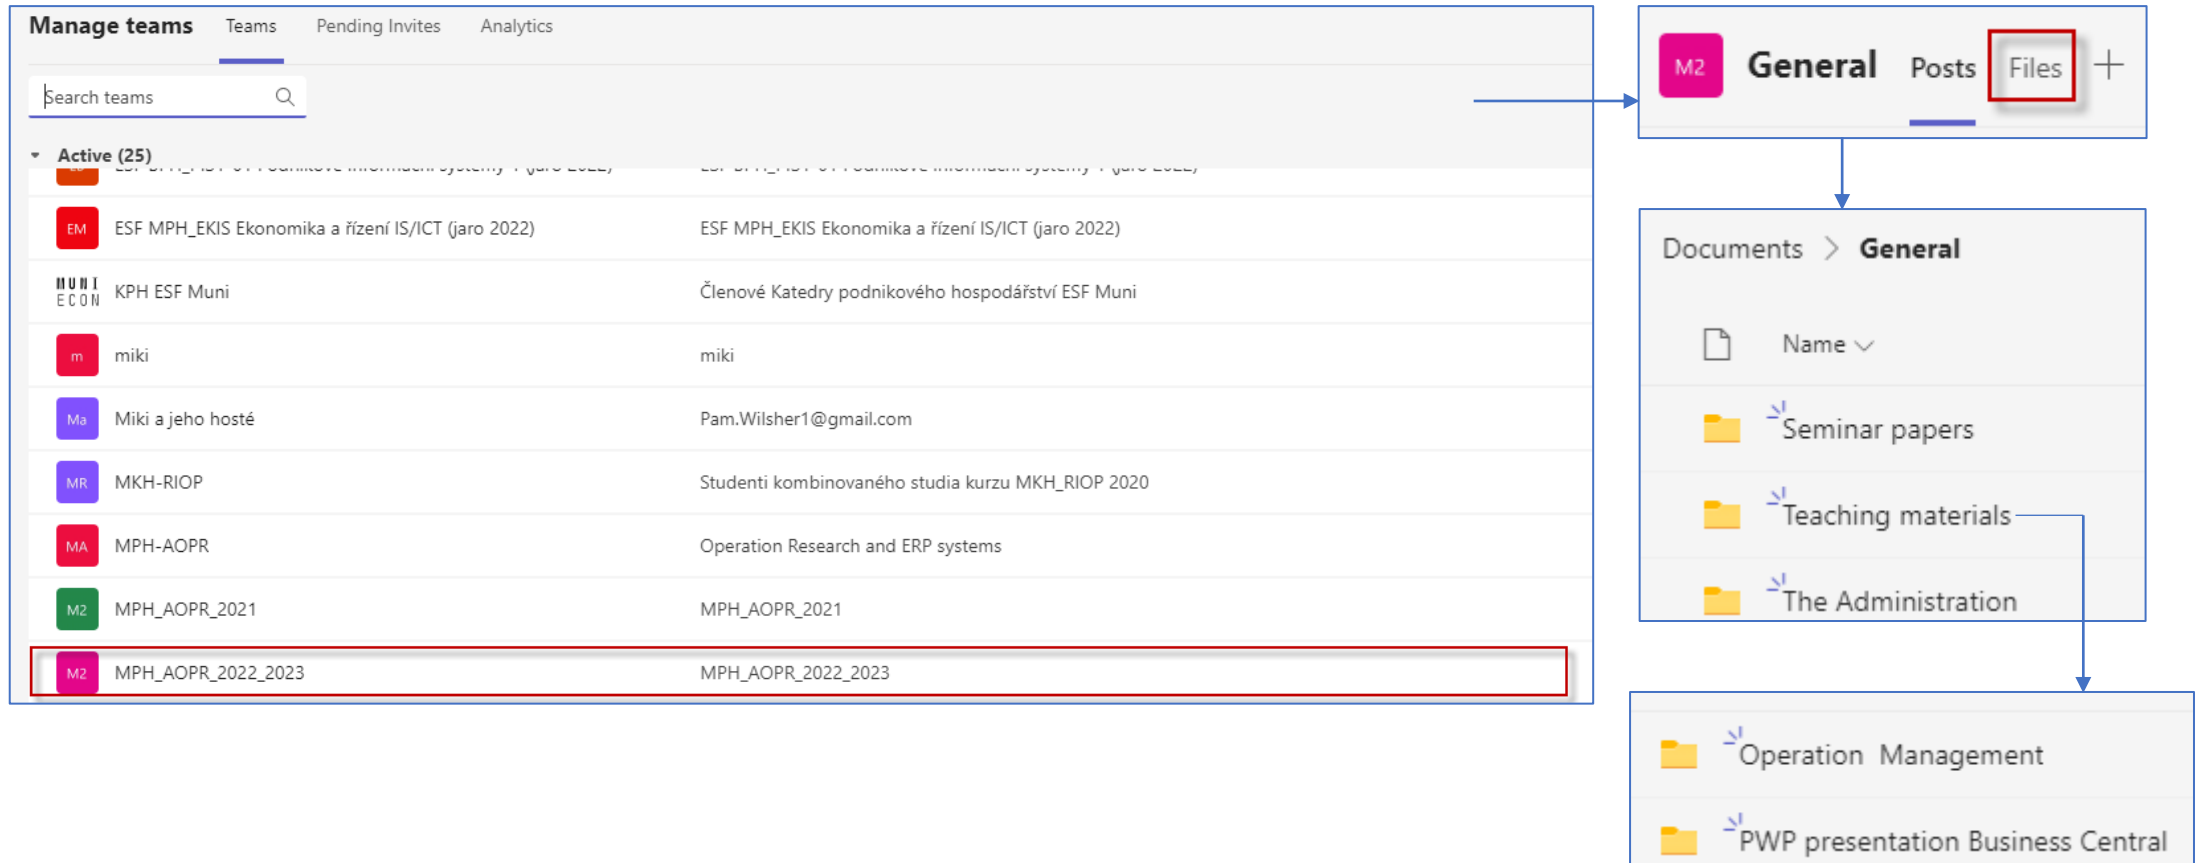 Manage teams Teams Pending Invites Analytics
Search teams
Active (25)
EM ESF MPH_EKIS Ekonomika a řízení IS/ICT (jaro 2022) ESF MPH_EKIS Ekonomika a řízení IS/ICT (jaro 2022)
MUNI ECON KPH ESF Muni Členové Katedry podnikového hospodářství ESF Muni
m miki miki
Ma Miki a jeho hosté Pam.Wilsher1@gmail.com
MR MKH-RIOP Studenti kombinovaného studia kurzu MKH_RIOP 2020
MA MPH-AOPR Operation Research and ERP systems
M2 MPH_AOPR_2021 MPH_AOPR_2021
M2 MPH_AOPR_2022_2023 MPH_AOPR_2022_2023
M2 General Posts Files +
Documents > General
Name
Seminar papers
Teaching materials
The Administration
Operation Management
PWP presentation Business Central